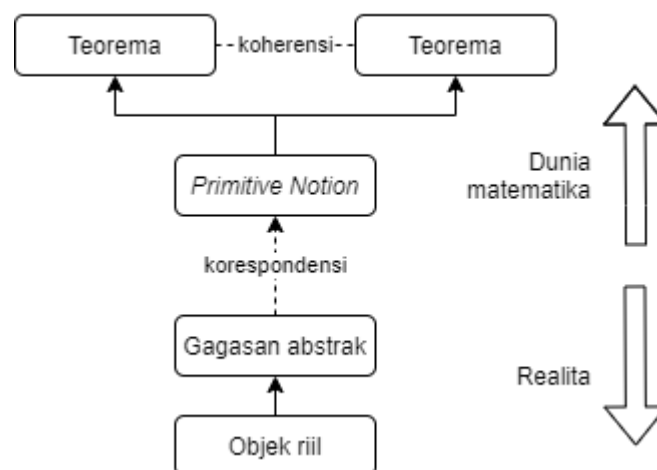 Teorema
koherensi
Teorema
Primitive Notion
Dunia
matematika
korespondensi
Gagasan abstrak
Realita
Objek riil